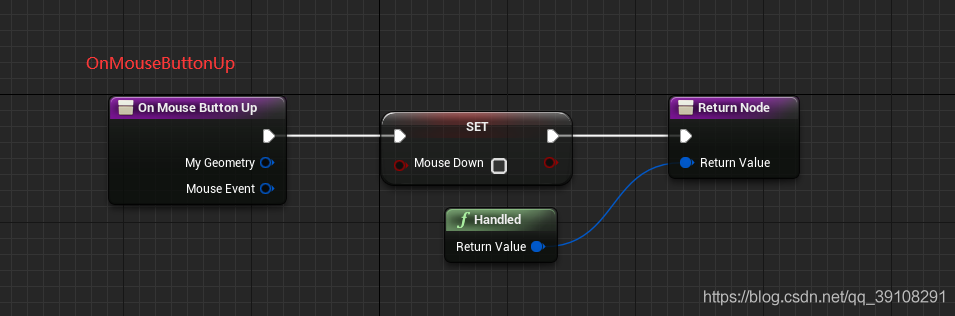 OnMouseButtonUp
On Mouse Button Up
My Geometry
Mouse Event
SET
Mouse Down
f Handled
Return Value
Return Node
Return Value
https://blog.csdn.net/qq_39108291